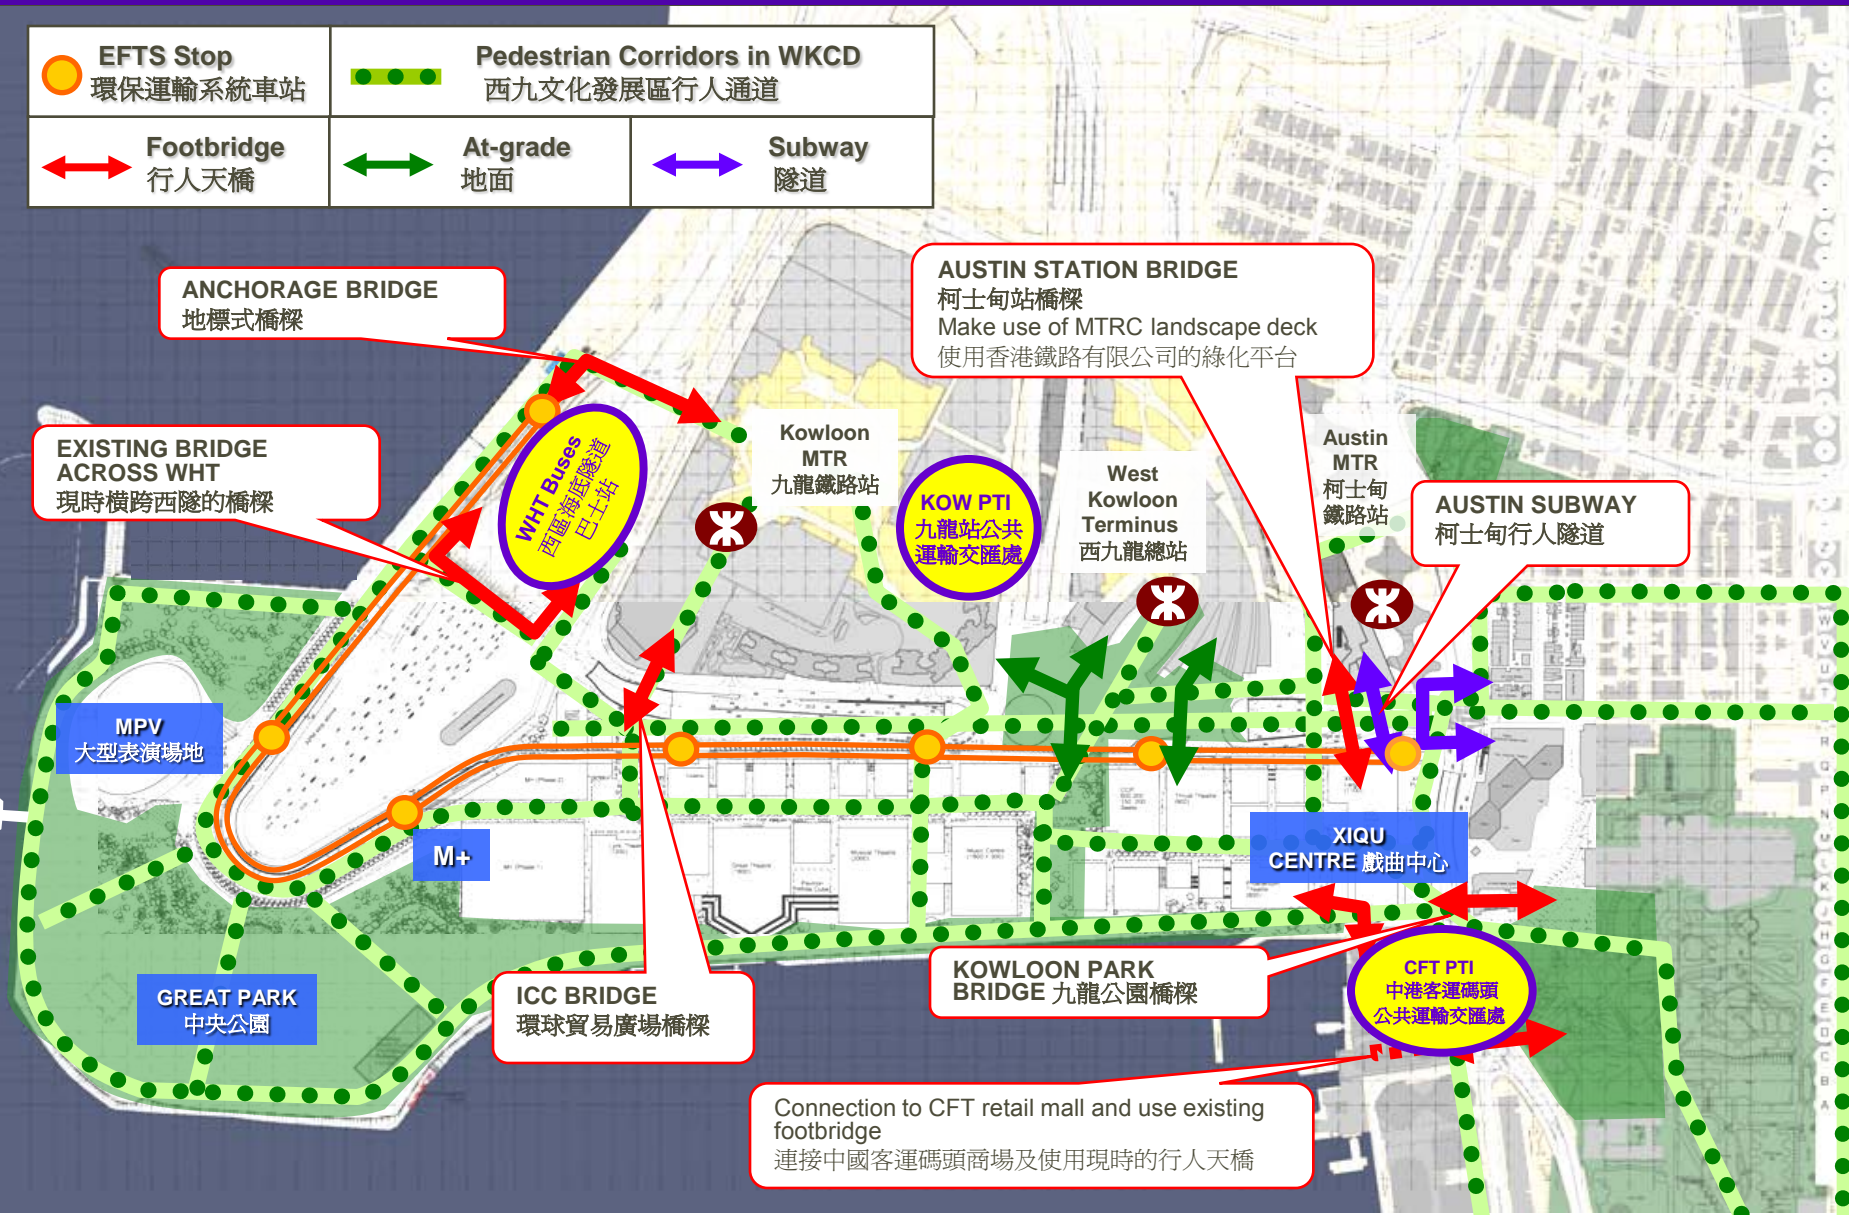 EFTS Stop
環保運輸系統車站
Pedestrian Corridors in WKCD
西九文化發展區行人通道
Footbridge
行人天橋
At-grade
地面
Subway
隧道
ANCHORAGE BRIDGE
地標式橋樑
AUSTIN STATION BRIDGE
柯士甸站橋樑
Make use of MTRC landscape deck
使用香港鐵路有限公司的綠化平台
EXISTING BRIDGE
ACROSS WHT
現時橫跨西隧的橋樑
WHT Buses
西區海底隧道
巴士站
Kowloon
MTR
九龍鐵路站
KOW PTI
九龍站公共
運輸交匯處
West
Kowloon
Terminus
西九龍總站
Austin
MTR
柯士甸
鐵路站
AUSTIN SUBWAY
柯士甸行人隧道
MPV
大型表演場地
M+
XIQU
CENTRE 戲曲中心
GREAT PARK
中央公園
ICC BRIDGE
環球貿易廣場橋樑
KOWLOON PARK
BRIDGE 九龍公園橋樑
CFT PTI
中港客運碼頭
公共運輸交匯處
Connection to CFT retail mall and use existing
footbridge
連接中國客運碼頭商場及使用現時的行人天橋